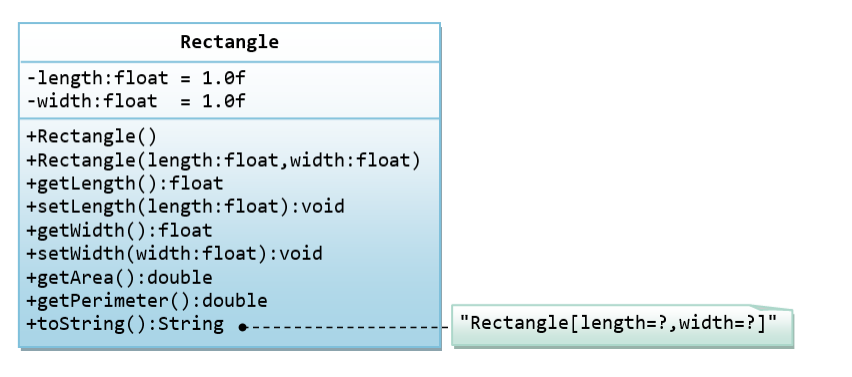 Rectangle
-length:float = 1.0f
-width:float  = 1.0f
+Rectangle()
+Rectangle(length:float,width:float)
+getLength():float
+setLength(length:float):void
+getWidth():float
+setWidth(width:float):void
+getArea():double
+getPerimeter():double
+toString():String
"Rectangle[length=?,width=?]"